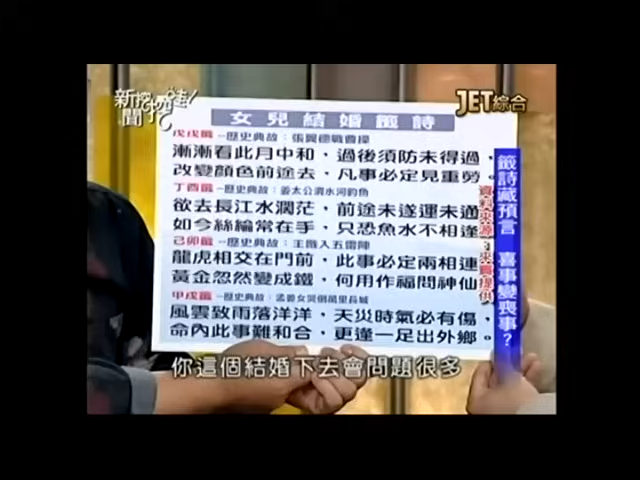 新聞挖挖哇!
JET綜合
女兒結婚籤詩
戊戌籤－歷史典故：張翼德戰曹操
漸漸看此月中和，過後須防未得過，
改變顏色前途去，凡事必定見重勞。
丁酉籤－歷史典故：姜太公渭水河釣魚
欲去長江水濶茫，前途未遂運未通
如今絲綸常在手，只恐魚水不相逢
己卯籤－歷史典故：王剪入五雷陣
龍虎相交在門前，此事必定兩相連
黃金忽然變成鐵，何用作福問神仙
甲戌籤－歷史典故：孟姜女哭倒萬里長城
風雲致雨落洋洋，天災時氣必有傷，
命內此事難和合，更逢一足出外鄉。
資料來源：來賓提供
籤詩藏預言 喜事變喪事？
你這個結婚下去會問題很多